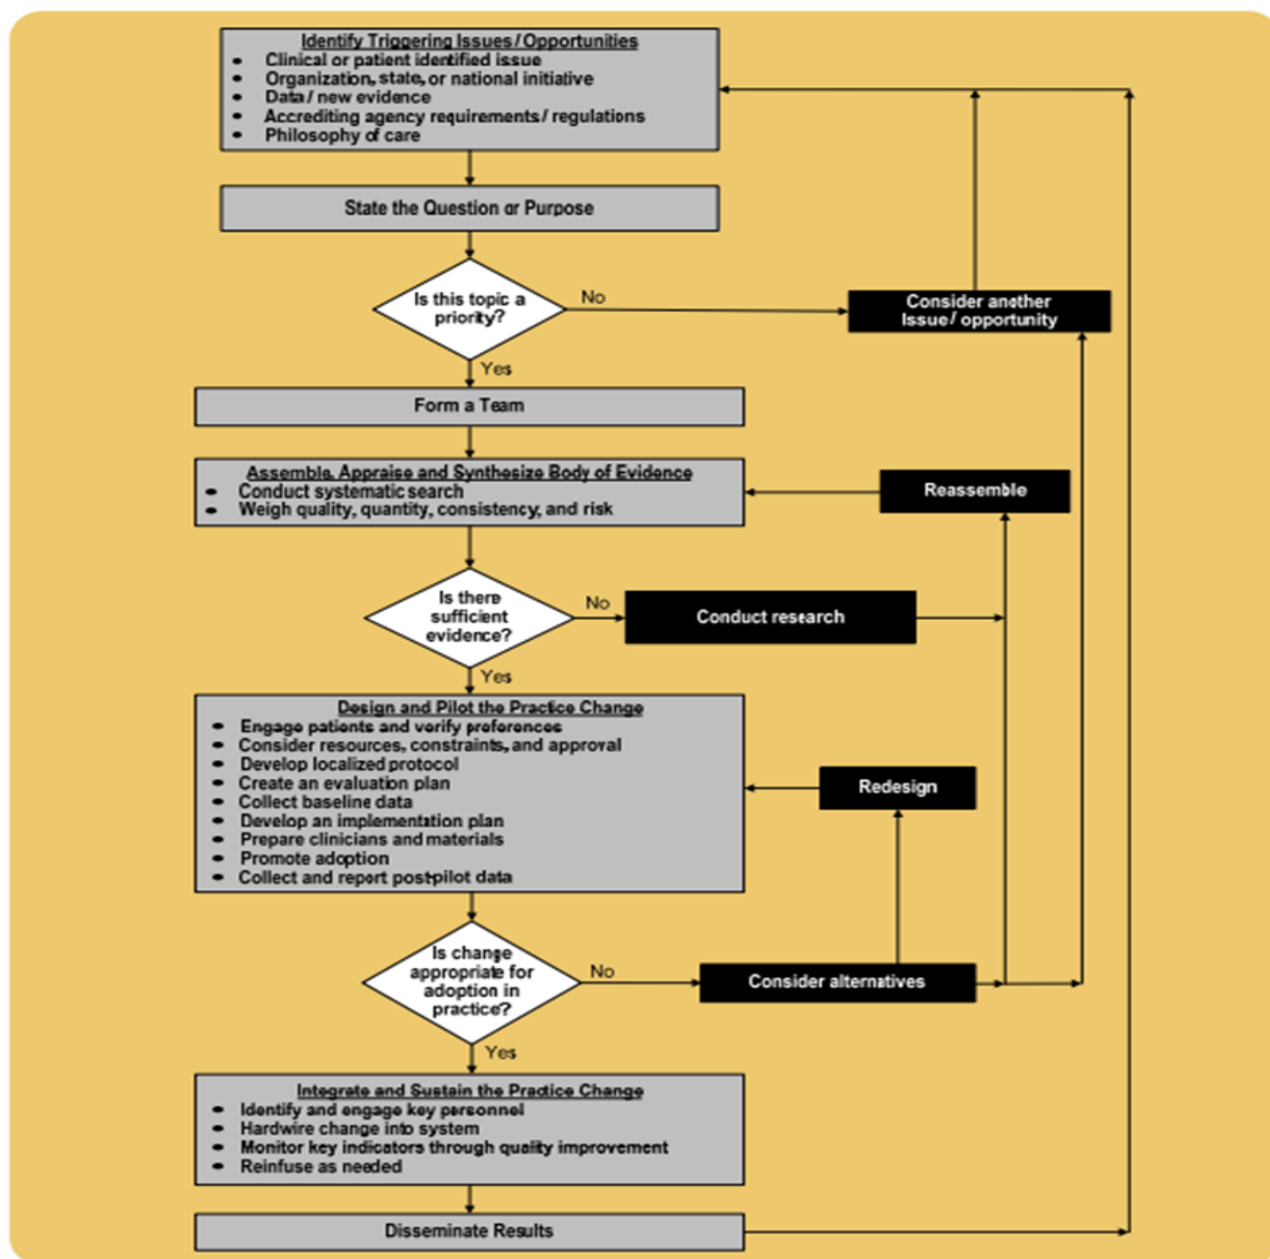 Identify Triggering Issues / Opportunities
• Clinical or patient identified issue
• Organization, state, or national initiative
• Data / new evidence
• Accrediting agency requirements / regulations
• Philosophy of care
State the Question or Purpose
Is this topic a
priority?
No
Consider another
Issue / opportunity
Yes
Form a Team
Assemble, Appraise and Synthesize Body of Evidence
• Conduct systematic search
• Weigh quality, quantity, consistency, and risk
Reassemble
Is there
sufficient
evidence?
No
Conduct research
Yes
Design and Pilot the Practice Change
• Engage patients and verify preferences
• Consider resources, constraints, and approval
• Develop localized protocol
• Create an evaluation plan
• Collect baseline data
• Develop an implementation plan
• Prepare clinicians and materials
• Promote adoption
• Collect and report post-pilot data
Redesign
Is change
appropriate for
adoption in
practice?
No
Consider alternatives
Yes
Integrate and Sustain the Practice Change
• Identify and engage key personnel
• Hardwire change into system
• Monitor key indicators through quality improvement
• Reinfuse as needed
Disseminate Results